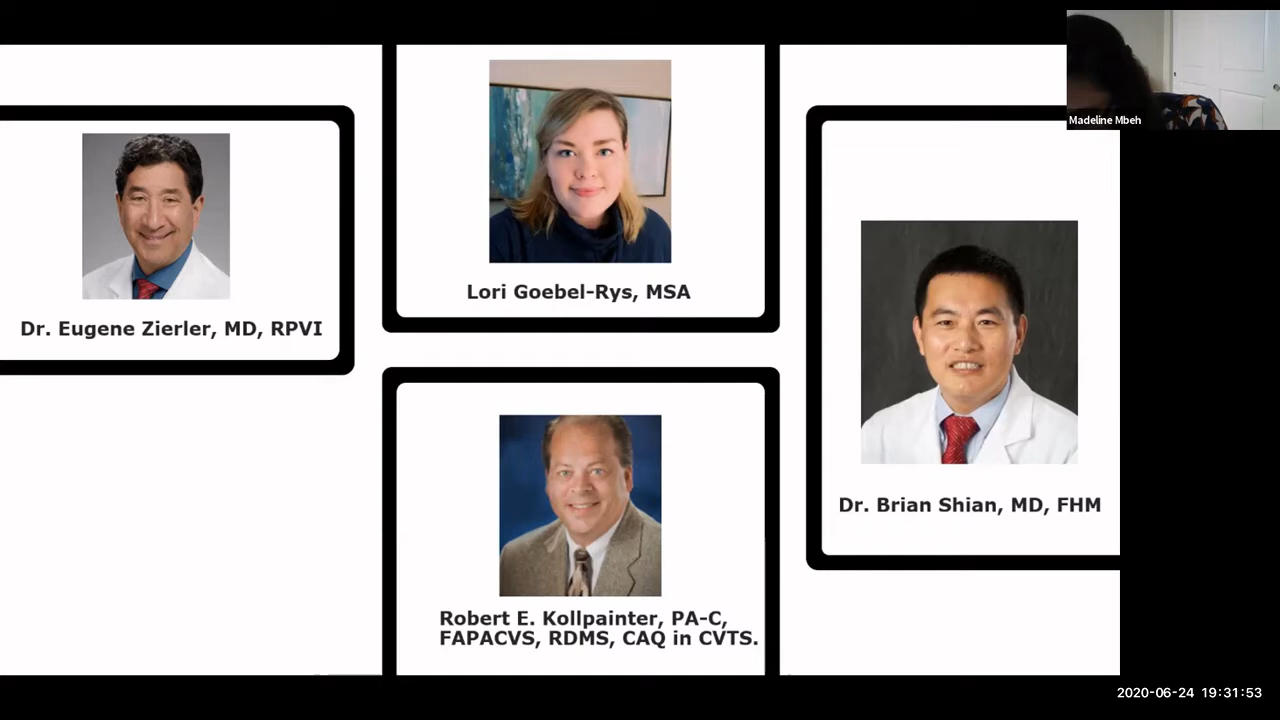 Madeline Mbeh
Lori Goebel-Rys, MSA
Dr. Eugene Zierler, MD, RPVI
Dr. Brian Shian, MD, FHM
Robert E. Kollpainter, PA-C,
FAPACVS, RDMS, CAQ in CVTS.
2020-06-24 19:31:53